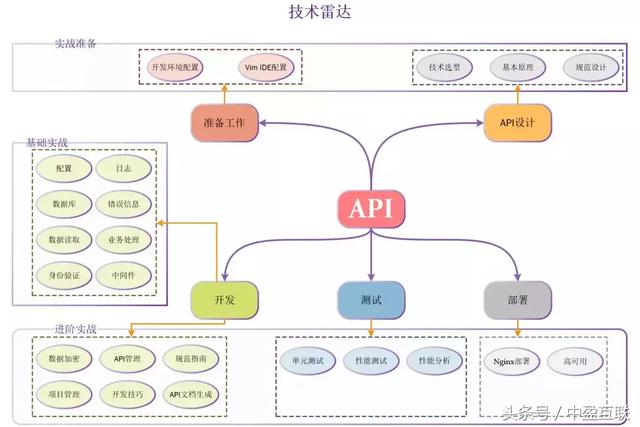 技术雷达
实战准备
开发环境配置 Vim IDE配置 技术选型 基本原理 规范设计
准备工作 API设计
基础实战
配置 日志
数据库 错误信息
数据读取 业务处理
身份验证 中间件
API
开发 测试 部署
进阶实战
数据加密 API管理 规范指南
项目管理 开发技巧 API文档生成
单元测试 性能测试 性能分析
Nginx部署 高可用
头条号／中盈互联